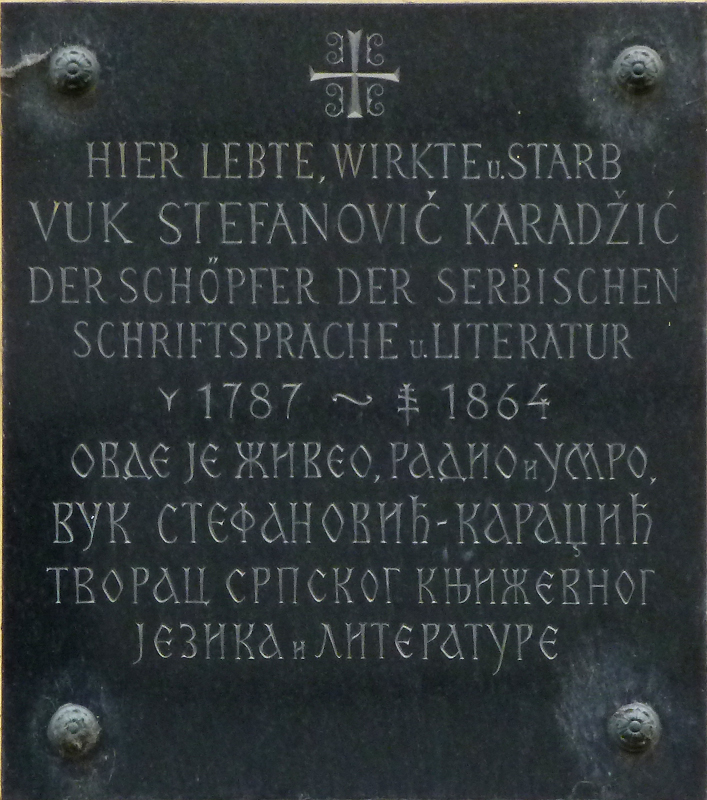 HIER LEBTE, WIRKTE u. STARB
VUK STEFANOVIČ KARADŽIĆ
DER SCHÖPFER DER SERBISCHEN
SCHRIFTSPRACHE u. LITERATUR
1787 ~ 1864
ОВДЕ ЈЕ ЖИВЕО, РАДИО и УМРО,
ВУК СТЕФАНОВИЋ-КАРАЏИЋ
ТВОРАЦ СРПСКОГ КЊИЖЕВНОГ
ЈЕЗИКА и ЛИТЕРАТУРЕ